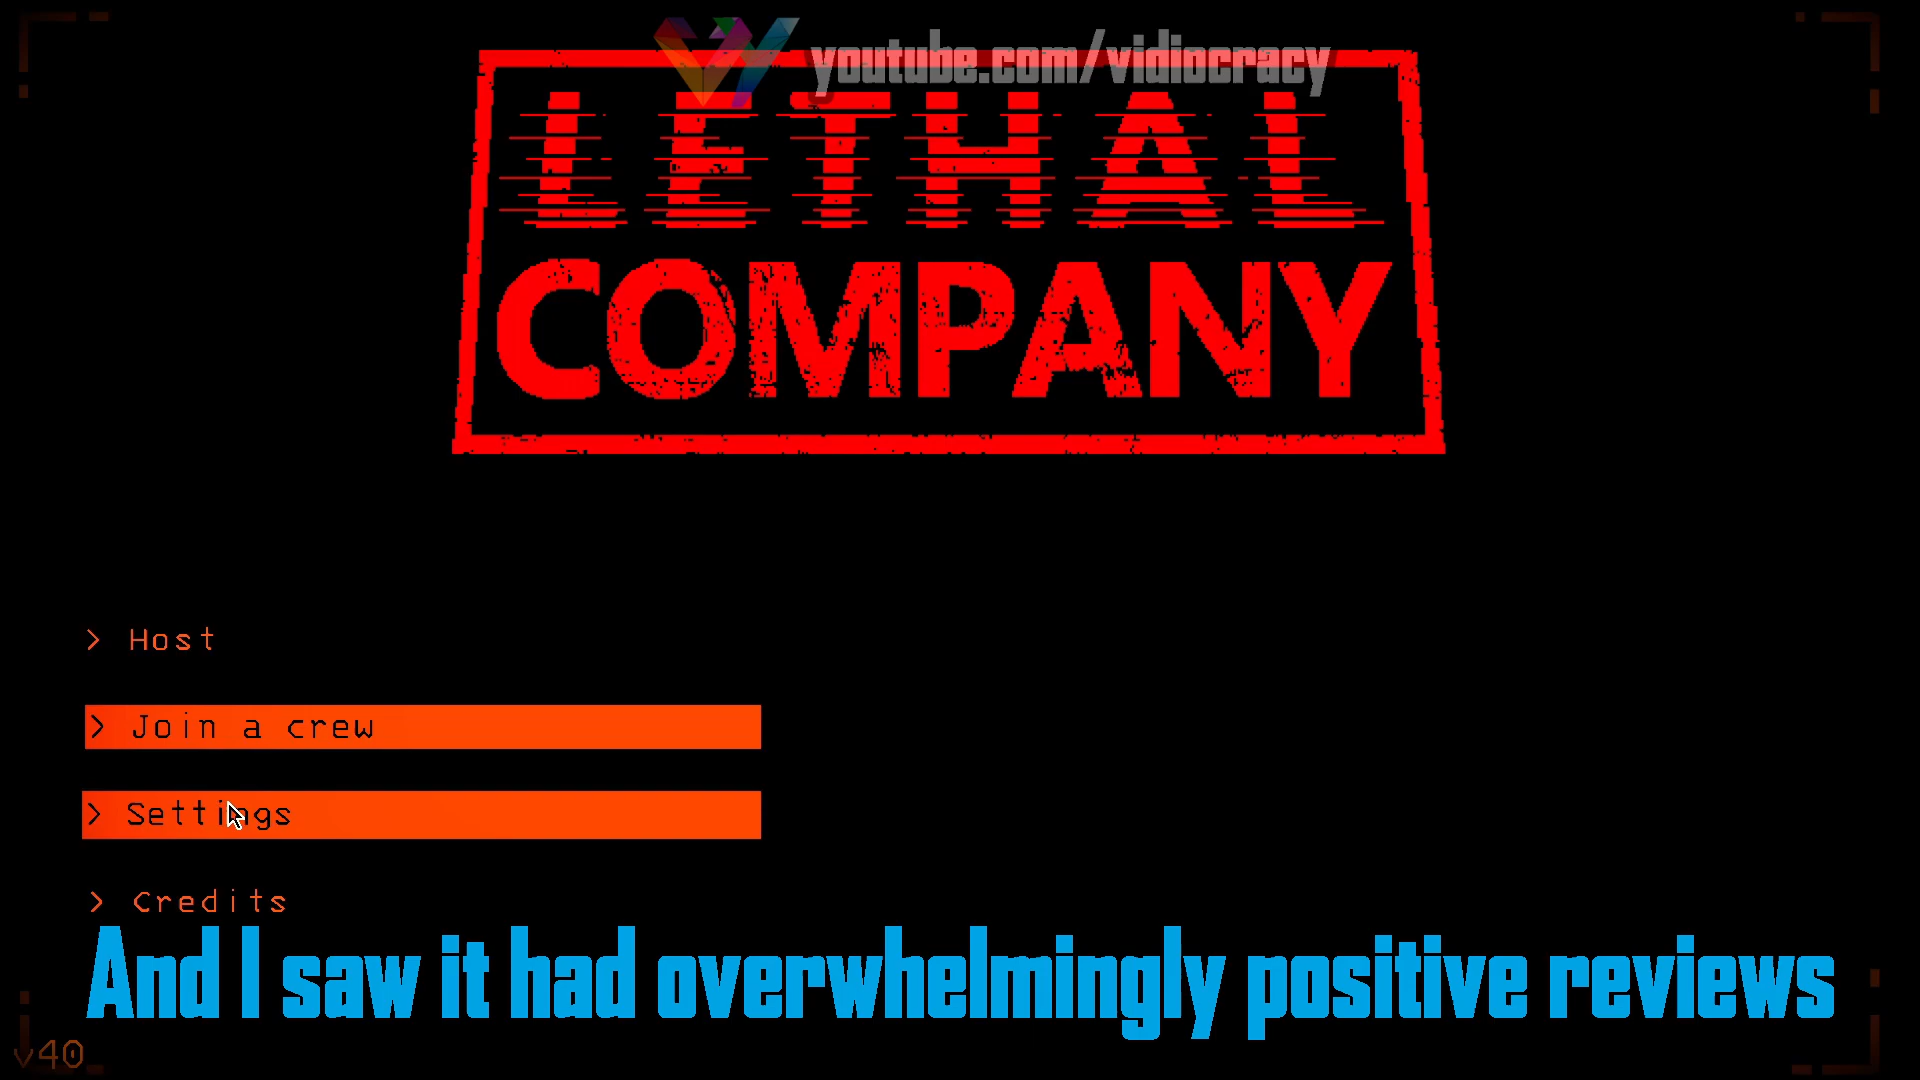 youtube.com/vidiocracy
LETHAL
COMPANY
> Host
> Join a crew
> Settings
> Credits
And I saw it had overwhelmingly positive reviews
v40